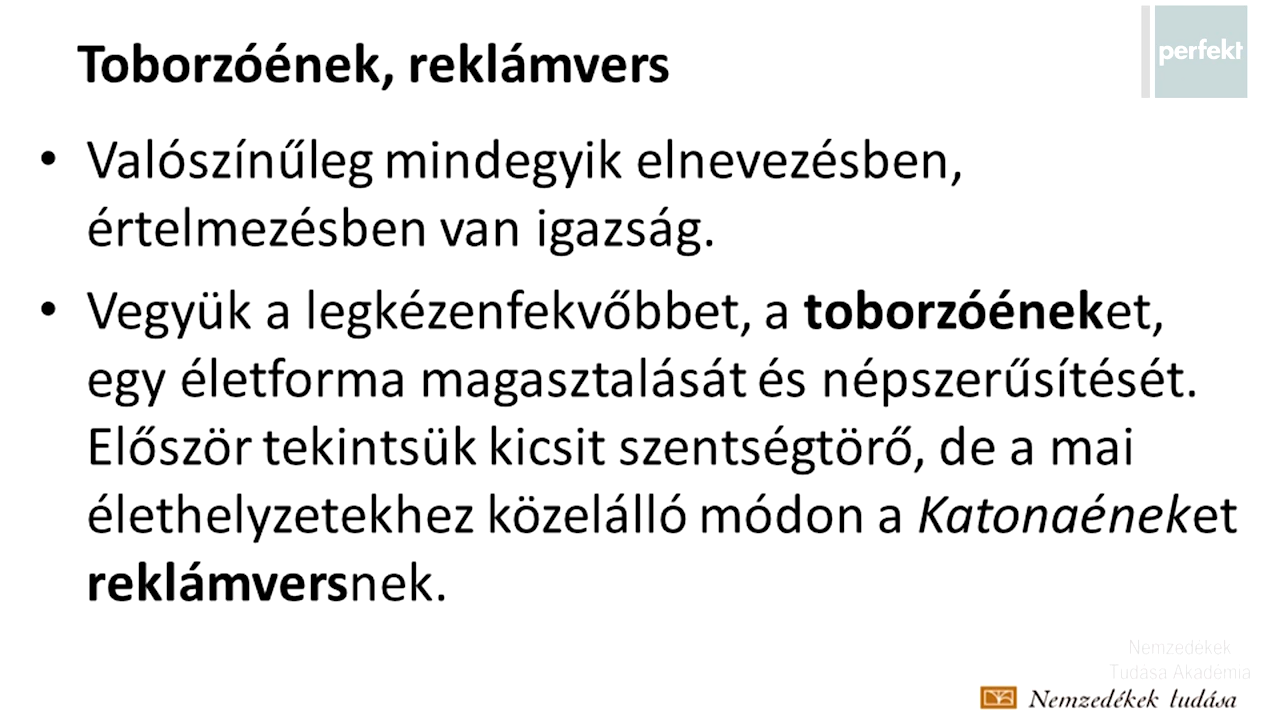 Toborzóének, reklámvers
perfekt
• Valószínűleg mindegyik elnevezésben,
értelmezésben van igazság.
• Vegyük a legkézenfekvőbbet, a toborzóéneket,
egy életforma magasztalását és népszerűsítését.
Először tekintsük kicsit szentségtörő, de a mai
élethelyzetekhez közelálló módon a Katonaéneket
reklámversnek.
Nemzedékek
Tudása Akadémia
Nemzedékek tudása